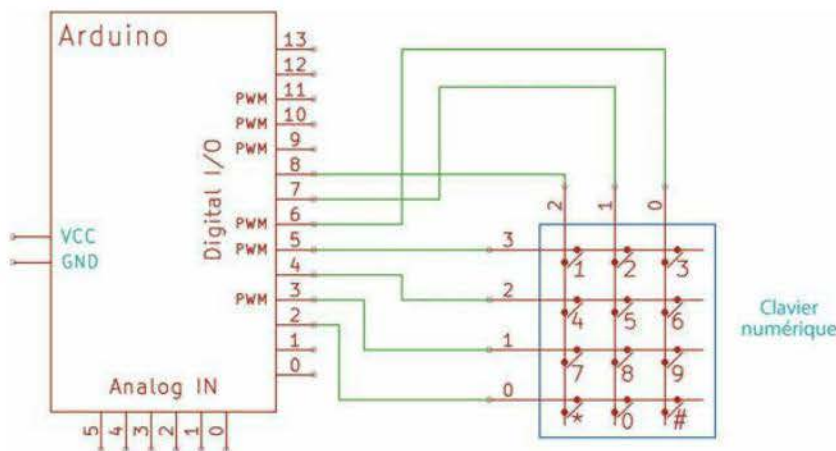 Arduino
13
12
PWM 11
PWM 10
PWM 9
8
7
PWM 6
PWM 5
4
PWM 3
2
1
0
Digital I/O
VCC
GND
Analog IN
5 4 3 2 1 0
2 1 0
3
2
1
0
1 2 3
4 5 6
7 8 9
* 0 #
Clavier
numérique